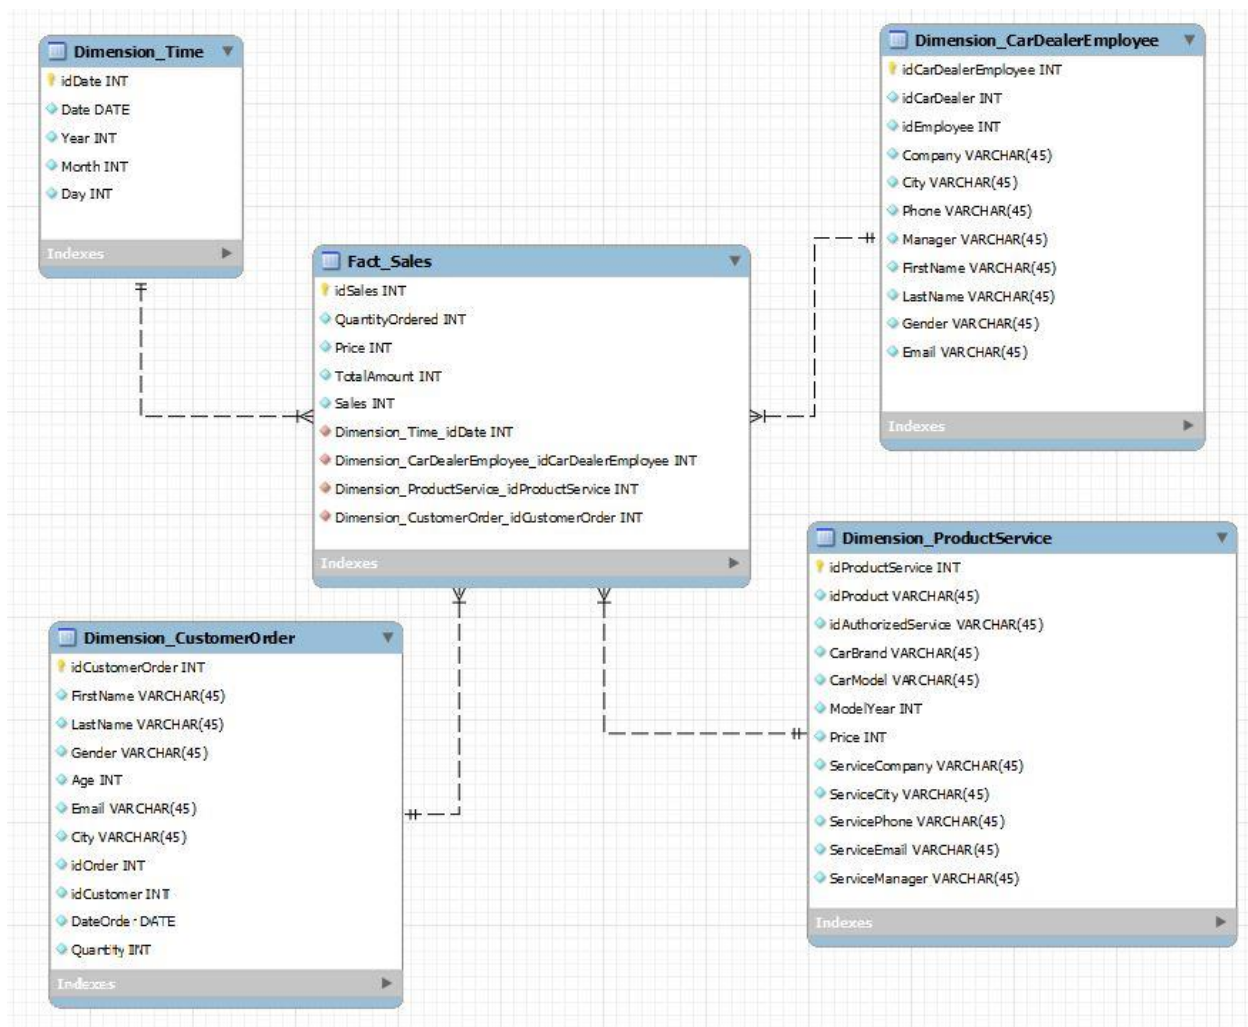 Dimension_Time
idDate INT
Date DATE
Year INT
Month INT
Day INT
Indexes
Dimension_CarDealerEmployee
idCarDealerEmployee INT
idCarDealer INT
idEmployee INT
Company VARCHAR(45)
City VARCHAR(45)
Phone VARCHAR(45)
Manager VARCHAR(45)
FirstName VARCHAR(45)
LastName VARCHAR(45)
Gender VARCHAR(45)
Email VARCHAR(45)
Indexes
Fact_Sales
idSales INT
QuantityOrdered INT
Price INT
TotalAmount INT
Sales INT
Dimension_Time_idDate INT
Dimension_CarDealerEmployee_idCarDealerEmployee INT
Dimension_ProductService_idProductService INT
Dimension_CustomerOrder_idCustomerOrder INT
Indexes
Dimension_CustomerOrder
idCustomerOrder INT
FirstName VARCHAR(45)
LastName VARCHAR(45)
Gender VARCHAR(45)
Age INT
Email VARCHAR(45)
City VARCHAR(45)
idOrder INT
idCustomer INT
DATE
Quantity INT
Indexes
Dimension_ProductService
idProductService INT
idProduct VARCHAR(45)
idAuthorizedService VARCHAR(45)
CarBrand VARCHAR(45)
CarModel VARCHAR(45)
ModelYear INT
Price INT
ServiceCompany VARCHAR(45)
ServiceCity VARCHAR(45)
ServicePhone VARCHAR(45)
ServiceEmail VARCHAR(45)
ServiceManager VARCHAR(45)
Indexes